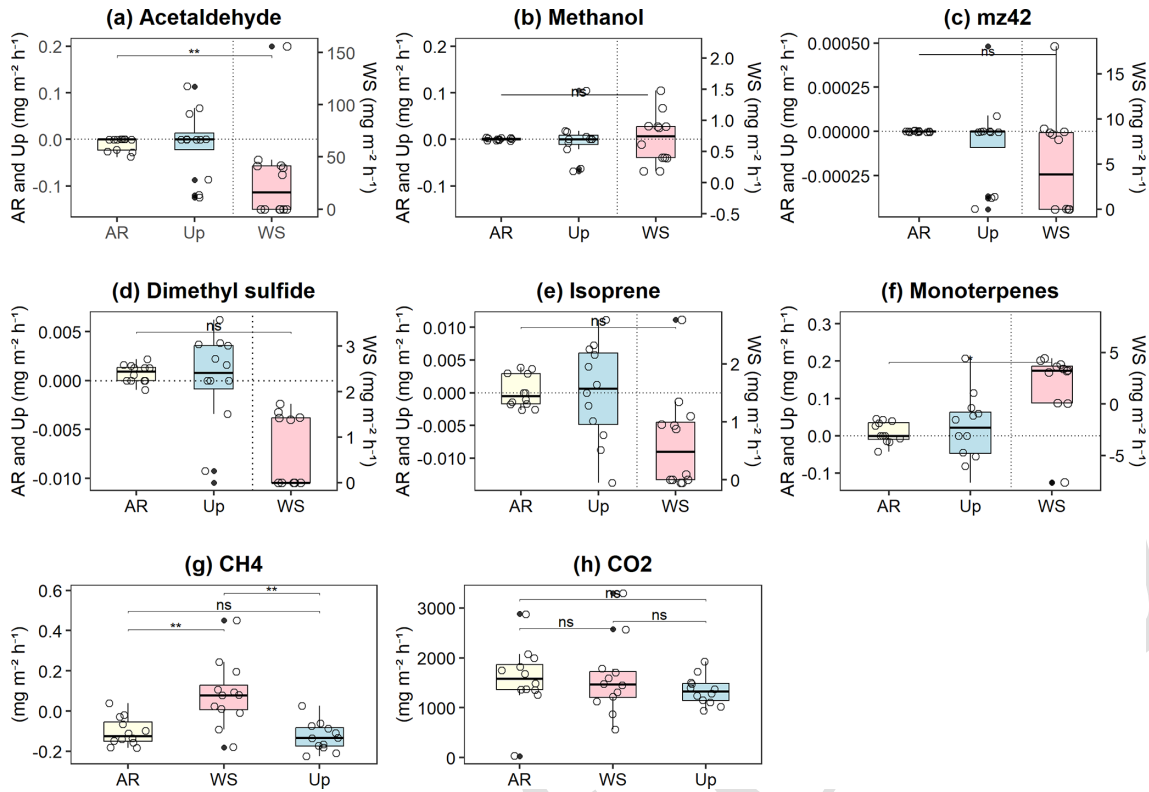 (a) Acetaldehyde
AR and Up (mg m⁻² h⁻¹)
0.2
0.1
0.0
-0.1
**
150
100
50
0
WS (mg m⁻² h⁻¹)
AR Up WS
(b) Methanol
AR and Up (mg m⁻² h⁻¹)
0.2
0.1
0.0
-0.1
ns
2.0
1.5
1.0
0.5
0.0
-0.5
WS (mg m⁻² h⁻¹)
AR Up WS
(c) mz42
AR and Up (mg m⁻² h⁻¹)
0.00050
0.00025
0.00000
-0.00025
ns
15
10
5
0
WS (mg m⁻² h⁻¹)
AR Up WS
(d) Dimethyl sulfide
AR and Up (mg m⁻² h⁻¹)
0.005
0.000
-0.005
-0.010
ns
3
2
1
0
WS (mg m⁻² h⁻¹)
AR Up WS
(e) Isoprene
AR and Up (mg m⁻² h⁻¹)
0.010
0.005
0.000
-0.005
-0.010
ns
2
1
0
WS (mg m⁻² h⁻¹)
AR Up WS
(f) Monoterpenes
AR and Up (mg m⁻² h⁻¹)
0.3
0.2
0.1
0.0
-0.1
*
5
0
-5
WS (mg m⁻² h⁻¹)
AR Up WS
(g) CH4
(mg m⁻² h⁻¹)
0.6
0.4
0.2
0.0
-0.2
**
ns
**
AR WS Up
(h) CO2
(mg m⁻² h⁻¹)
3000
2000
1000
0
ns
ns
ns
AR WS Up